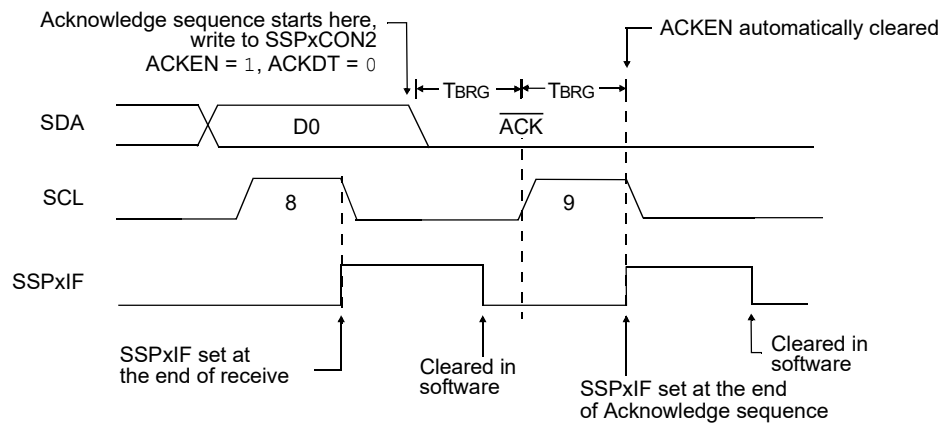 Acknowledge sequence starts here,
write to SSPxCON2
ACKEN = 1, ACKDT = 0
ACKEN automatically cleared
TBRG
TBRG
SDA
D0
ACK
SCL
8
9
SSPxIF
SSPxIF set at
the end of receive
Cleared in
software
SSPxIF set at the end
of Acknowledge sequence
Cleared in
software